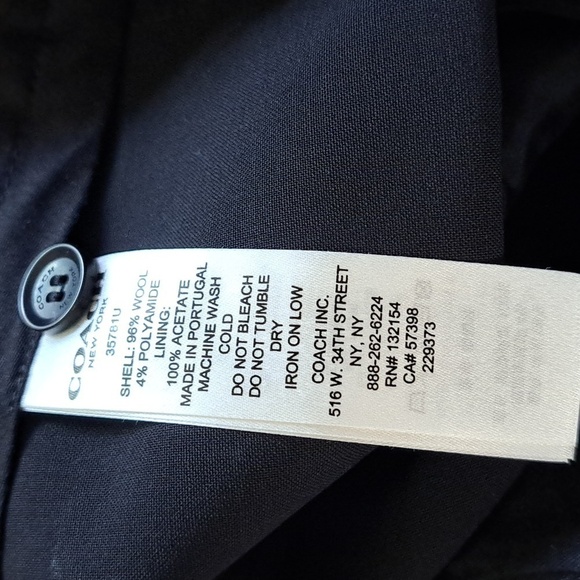 COACH
NEW YORK
35781U
SHELL: 96% WOOL
4% POLYAMIDE
LINING:
100% ACETATE
MADE IN PORTUGAL
MACHINE WASH
COLD
DO NOT BLEACH
DO NOT TUMBLE
DRY
IRON ON LOW
COACH INC.
516 W. 34TH STREET
NY, NY
888-262-6224
RN# 132154
CA# 57398
229373
COACH